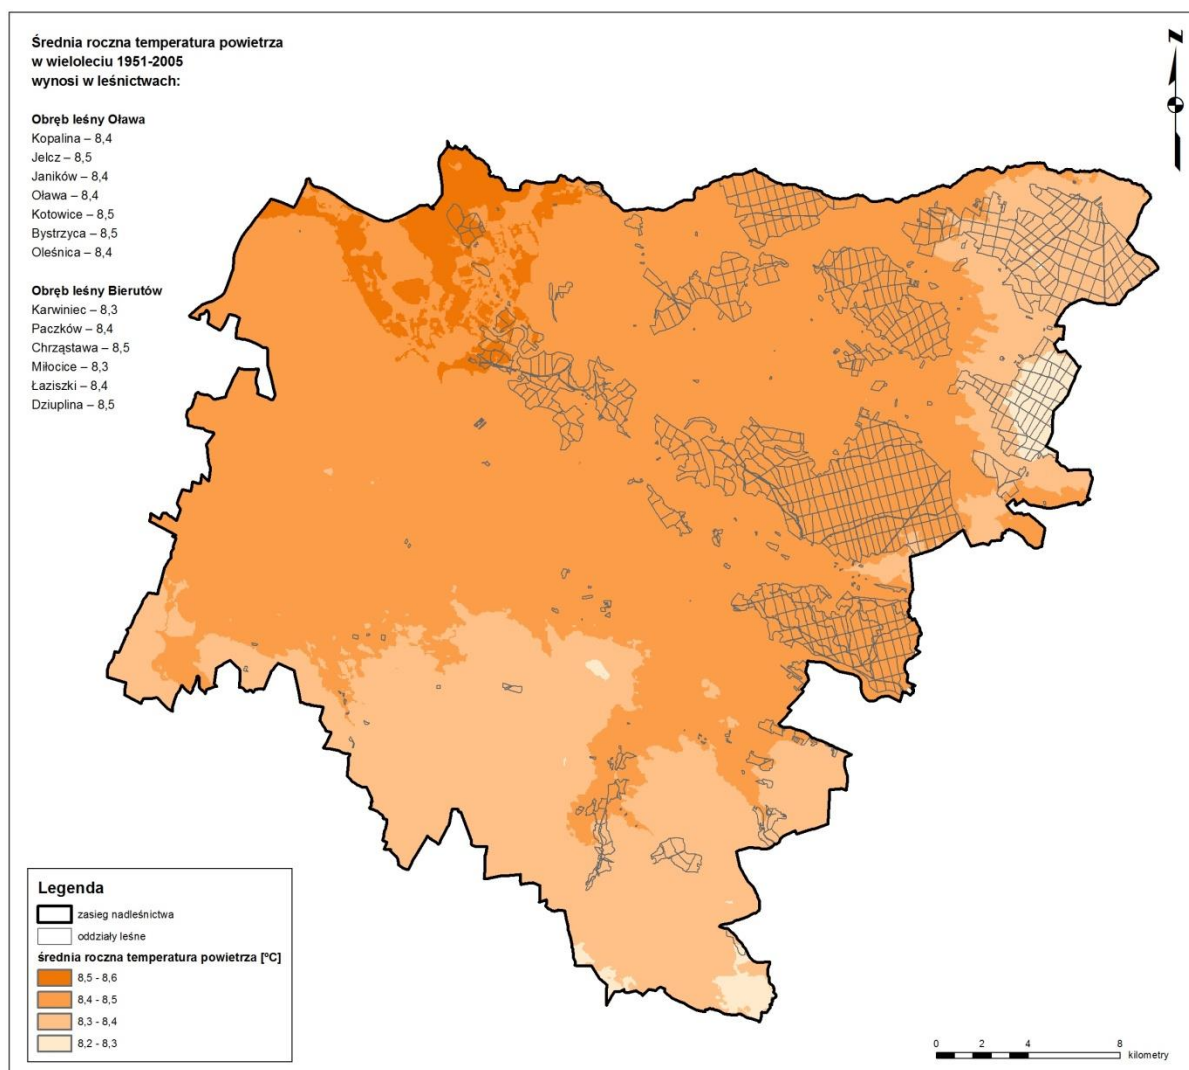 Średnia roczna temperatura powietrza
w wieloleciu 1951-2005
wynosi w leśnictwach:
Obręb leśny Oława
Kopalina – 8,4
Jelcz – 8,5
Janików – 8,4
Oława – 8,4
Kotowice – 8,5
Bystrzyca – 8,5
Oleśnica – 8,4
Obręb leśny Bierutów
Karwiniec – 8,3
Paczków – 8,4
Chrząstawa – 8,5
Miłocice – 8,3
Łaziszki – 8,4
Dziuplina – 8,5
N
Legenda
zasięg nadleśnictwa
oddziały leśne
średnia roczna temperatura powietrza [°C]
8,5 - 8,6
8,4 - 8,5
8,3 - 8,4
8,2 - 8,3
0 2 4 8
kilometry